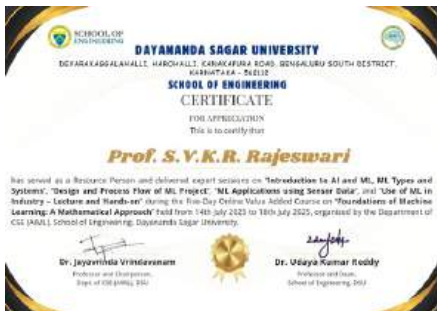 SCHOOL OF
ENGINEERING
DAYANANDA SAGAR UNIVERSITY
DEVARAKAGGALAHALLI, HAROHALLI, KANAKAPURA ROAD, BENGALURU SOUTH DISTRICT,
KARNATAKA – 562112
SCHOOL OF ENGINEERING
CERTIFICATE
FOR APPRECIATION
This is to certify that
Prof. S.V.K.R. Rajeswari
has served as a Resource Person and delivered expert sessions on "Introduction to AI and ML, ML Types and
Systems", "Design and Process Flow of ML Project", "ML Applications using Sensor Data", and "Use of ML in
Industry – Lecture and Hands-on" during the Five-Day Online Value Added Course on "Foundations of Machine
Learning: A Mathematical Approach" held from 14th July 2025 to 18th July 2025, organised by the Department of
CSE (AIML), School of Engineering, Dayananda Sagar University.
Dr. Jayavrinda Vrindavanam
Professor and Chairperson,
Dept. of CSE (AIML), DSU
Dr. Udaya Kumar Reddy
Professor and Dean,
School of Engineering, DSU